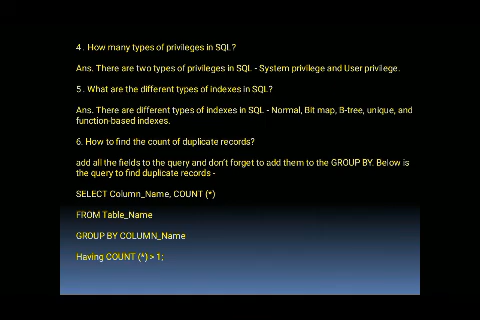 4 . How many types of privileges in SQL?
Ans. There are two types of privileges in SQL - System privilege and User privilege.
5 . What are the different types of indexes in SQL?
Ans. There are different types of indexes in SQL - Normal, Bit map, B-tree, unique, and
function-based indexes.
6. How to find the count of duplicate records?
add all the fields to the query and don't forget to add them to the GROUP BY. Below is
the query to find duplicate records -
SELECT Column_Name, COUNT (*)
FROM Table_Name
GROUP BY COLUMN_Name
Having COUNT (*) > 1;